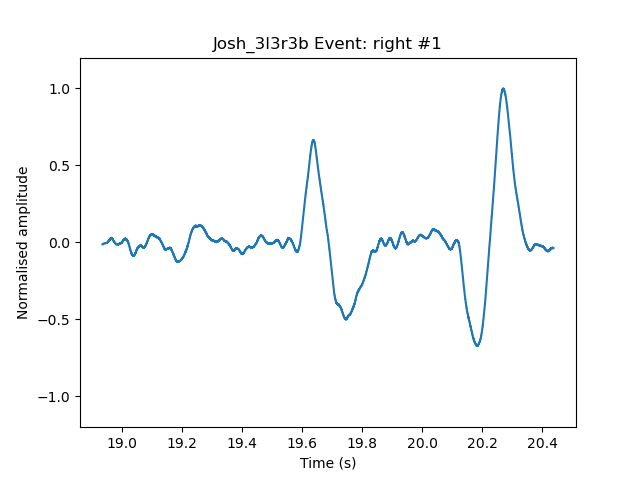 Josh_3l3r3b Event: right #1
1.0
0.5
0.0
−0.5
−1.0
Normalised amplitude
19.0 19.2 19.4 19.6 19.8 20.0 20.2 20.4
Time (s)